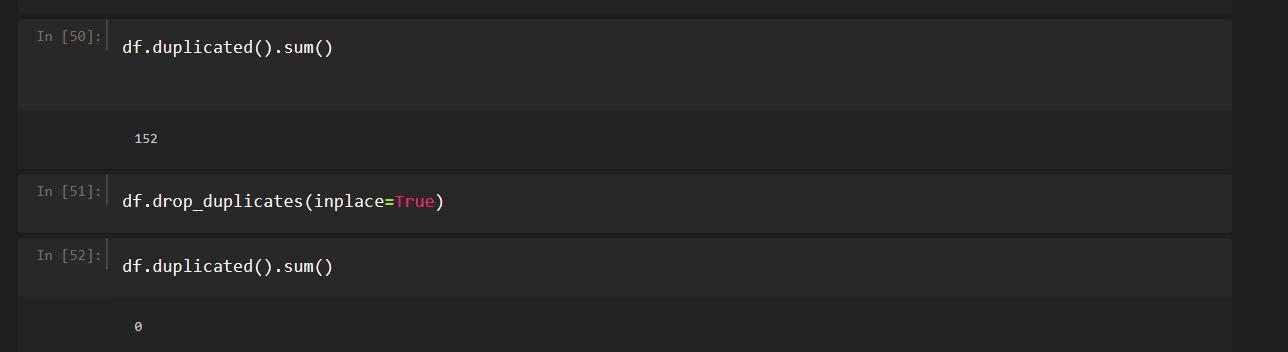 In [50]:
df.duplicated().sum()
152
In [51]:
df.drop_duplicates(inplace=True)
In [52]:
df.duplicated().sum()
0